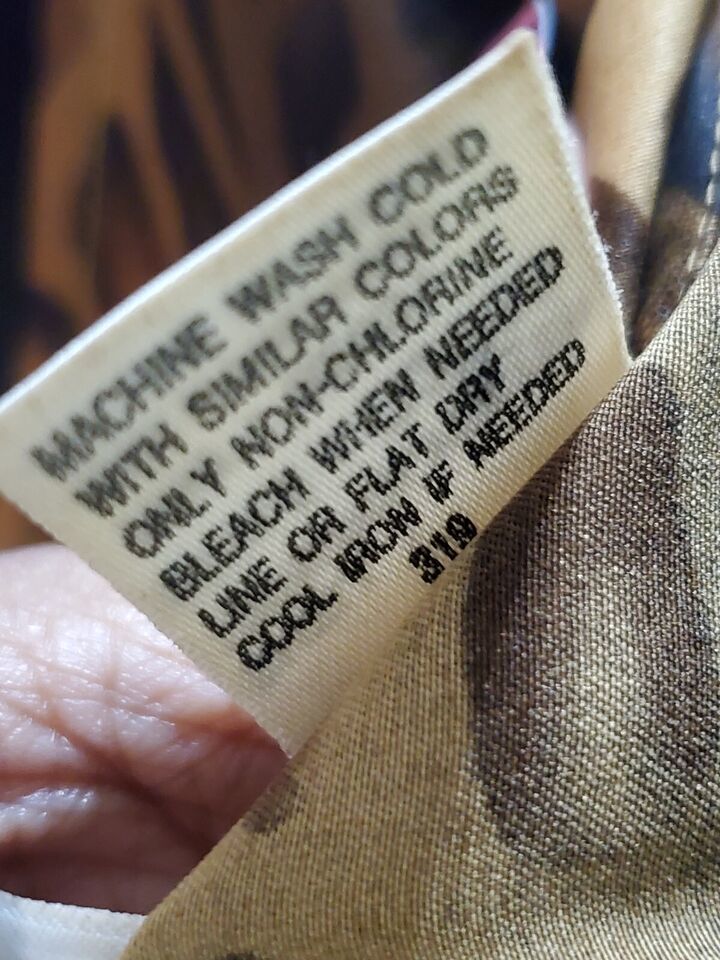 MACHINE WASH COLD
WITH SIMILAR COLORS
ONLY NON-CHLORINE
BLEACH WHEN NEEDED
LINE OR FLAT DRY
COOL IRON IF NEEDED
319